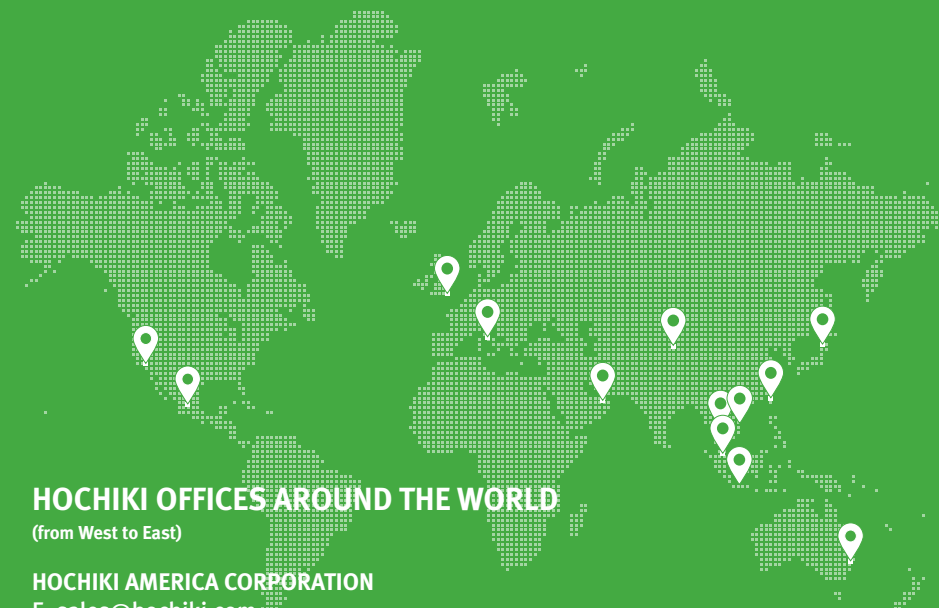 HOCHIKI OFFICES AROUND THE WORLD
(from West to East)
HOCHIKI AMERICA CORPORATION